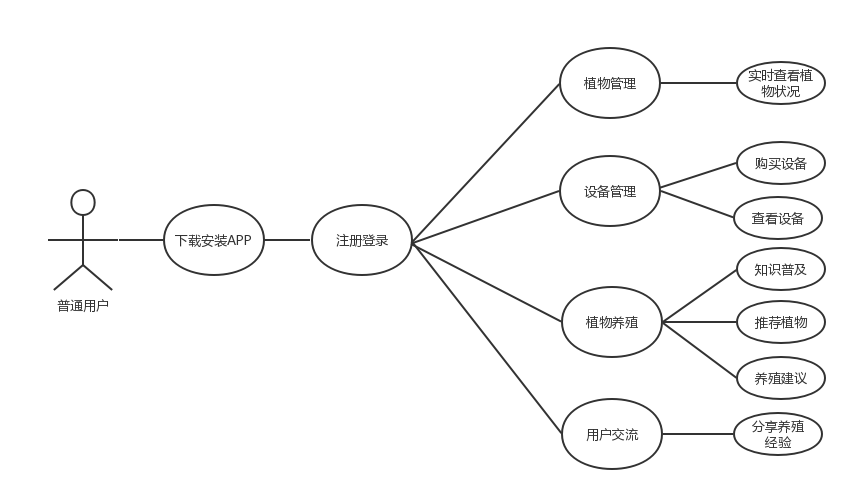 普通用户
下载安装APP
注册登录
植物管理
实时查看植
物状况
设备管理
购买设备
查看设备
植物养殖
知识普及
推荐植物
养殖建议
用户交流
分享养殖
经验